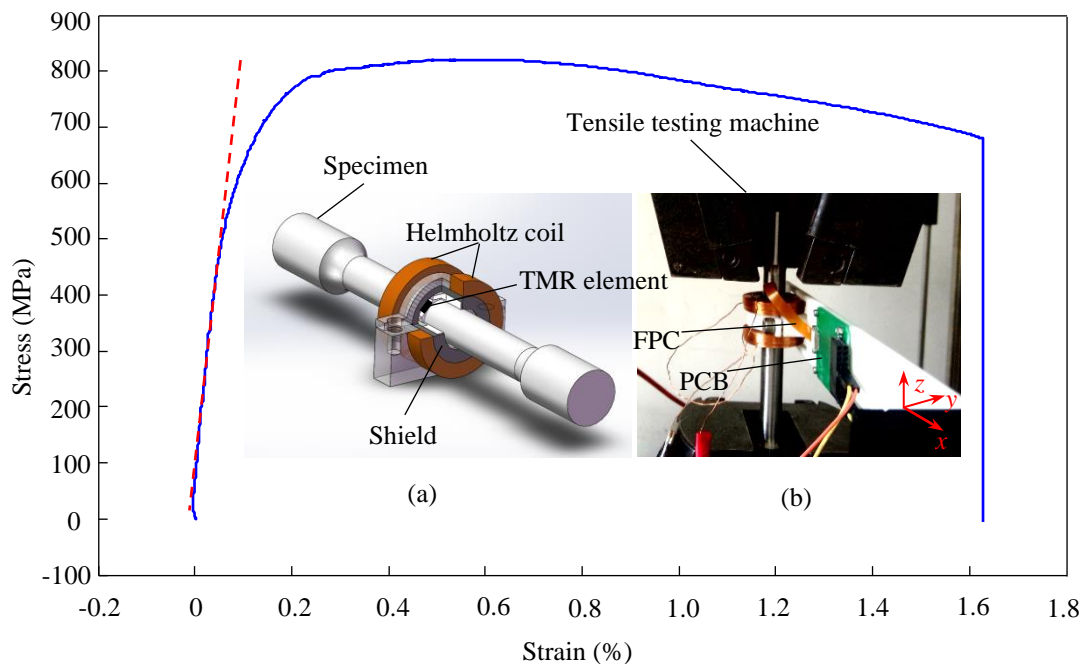 900
800
700
600
500
400
300
200
100
0
-100
Stress (MPa)
Tensile testing machine
Specimen
Helmholtz coil
TMR element
FPC
PCB
z
y
x
Shield
(a)
(b)
-0.2
0
0.2
0.4
0.6
0.8
1.0
1.2
1.4
1.6
1.8
Strain (%)